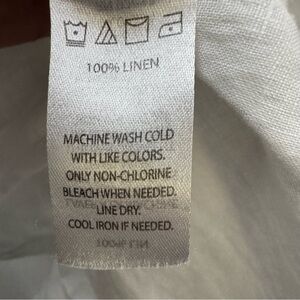 100% LINEN
MACHINE WASH COLD
WITH LIKE COLORS.
ONLY NON-CHLORINE
BLEACH WHEN NEEDED.
LINE DRY.
COOL IRON IF NEEDED.